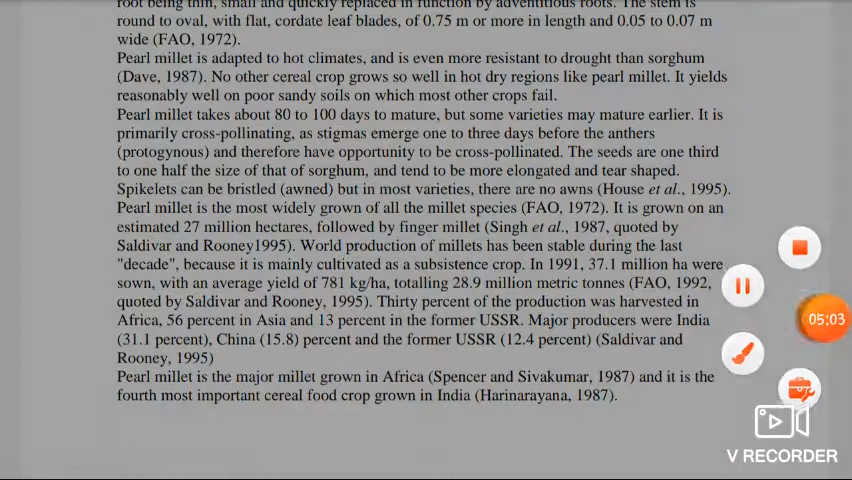 root being thin, small and quickly replaced in function by adventitious roots. The stem is
round to oval, with flat, cordate leaf blades, of 0.75 m or more in length and 0.05 to 0.07 m
wide (FAO, 1972).
Pearl millet is adapted to hot climates, and is even more resistant to drought than sorghum
(Dave, 1987). No other cereal crop grows so well in hot dry regions like pearl millet. It yields
reasonably well on poor sandy soils on which most other crops fail.
Pearl millet takes about 80 to 100 days to mature, but some varieties may mature earlier. It is
primarily cross-pollinating, as stigmas emerge one to three days before the anthers
(protogynous) and therefore have opportunity to be cross-pollinated. The seeds are one third
to one half the size of that of sorghum, and tend to be more elongated and tear shaped.
Spikelets can be bristled (awned) but in most varieties, there are no awns (House et al., 1995).
Pearl millet is the most widely grown of all the millet species (FAO, 1972). It is grown on an
estimated 27 million hectares, followed by finger millet (Singh et al., 1987, quoted by
Saldivar and Rooney1995). World production of millets has been stable during the last
"decade", because it is mainly cultivated as a subsistence crop. In 1991, 37.1 million ha were
sown, with an average yield of 781 kg/ha, totalling 28.9 million metric tonnes (FAO, 1992,
quoted by Saldivar and Rooney, 1995). Thirty percent of the production was harvested in
Africa, 56 percent in Asia and 13 percent in the former USSR. Major producers were India
(31.1 percent), China (15.8) percent and the former USSR (12.4 percent) (Saldivar and
Rooney, 1995)
Pearl millet is the major millet grown in Africa (Spencer and Sivakumar, 1987) and it is the
fourth most important cereal food crop grown in India (Harinarayana, 1987).
05:03
V RECORDER